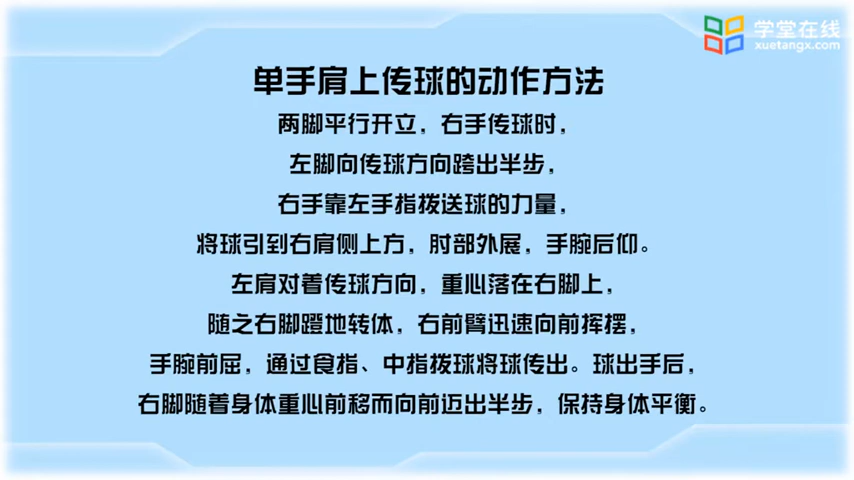 学堂在线
xuetangx.com
单手肩上传球的动作方法
两脚平行开立，右手传球时，
左脚向传球方向跨出半步，
右手靠左手指拨送球的力量，
将球引到右肩侧上方，肘部外展，手腕后仰。
左肩对着传球方向，重心落在右脚上，
随之右脚蹬地转体，右前臂迅速向前挥摆，
手腕前屈，通过食指、中指拨球将球传出。球出手后，
右脚随着身体重心前移而向前迈出半步，保持身体平衡。